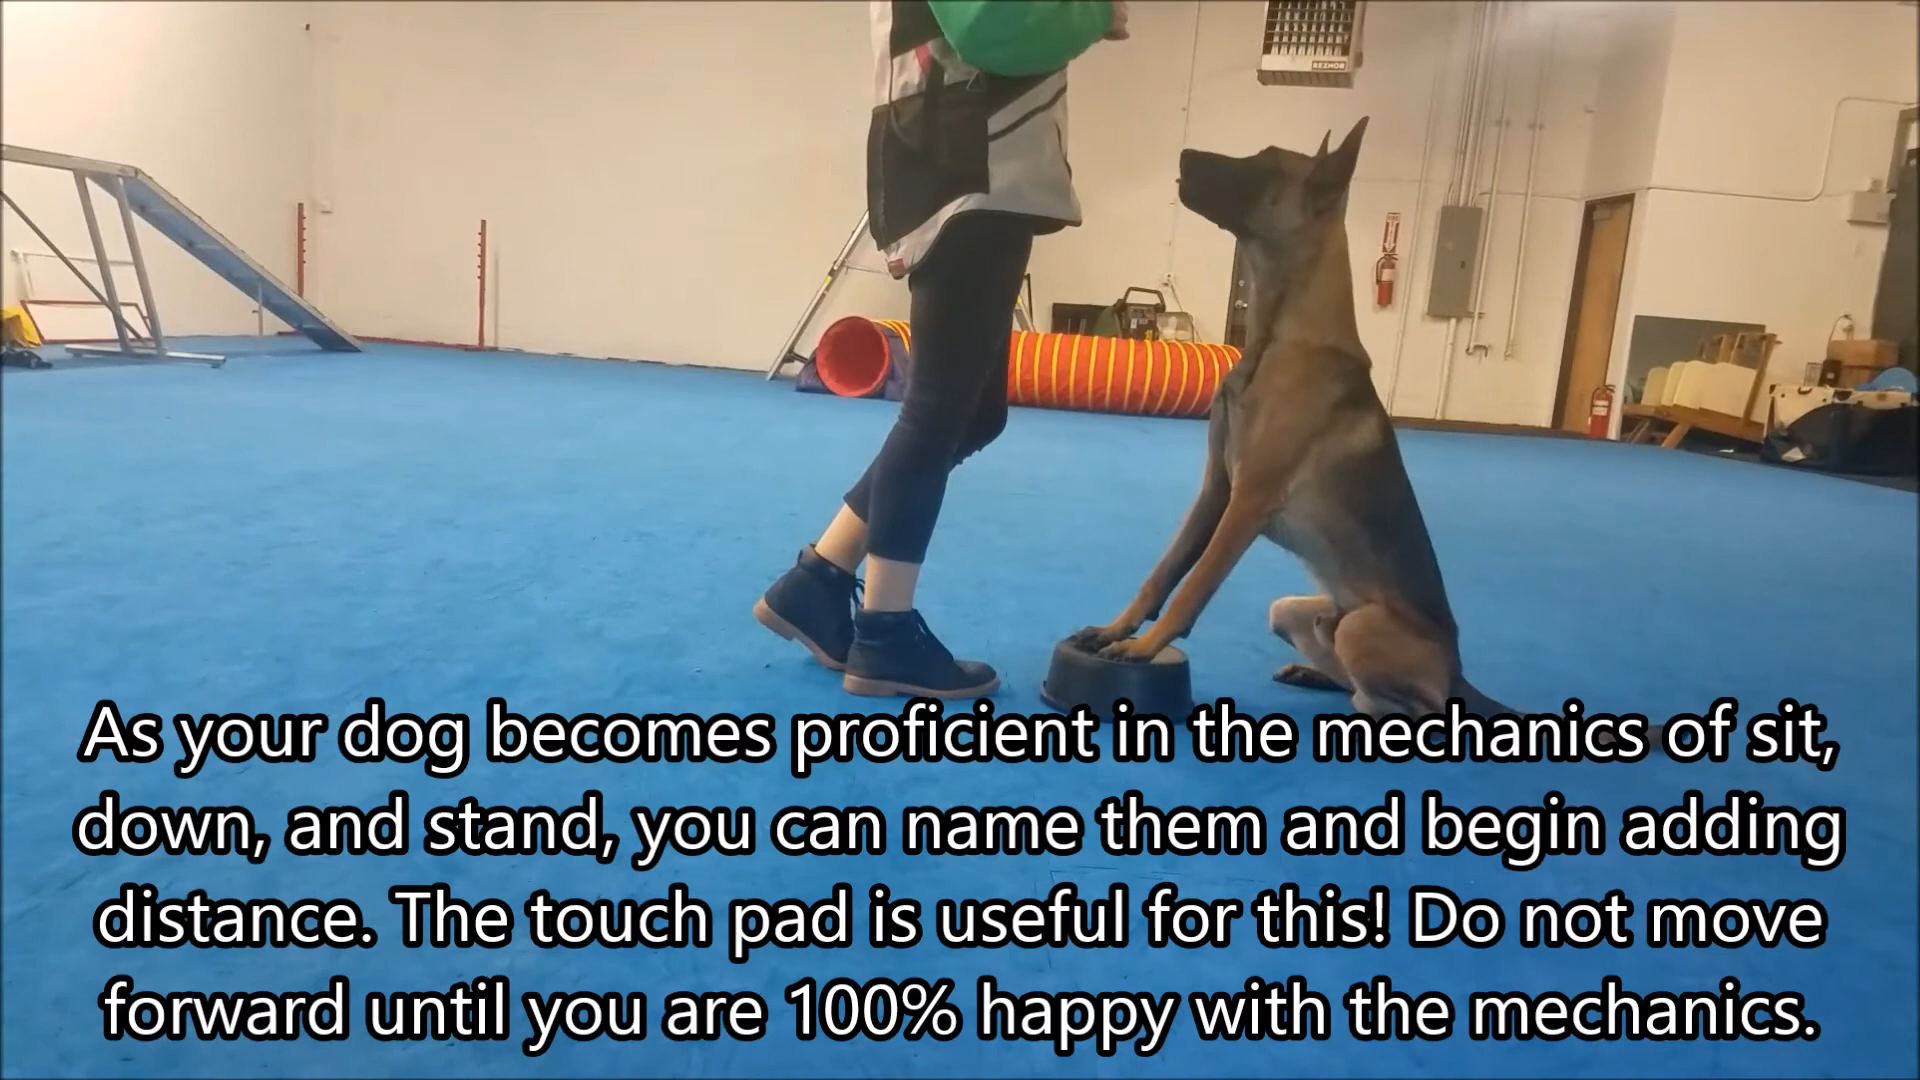 REZNOR
As your dog becomes proficient in the mechanics of sit,
down, and stand, you can name them and begin adding
distance. The touch pad is useful for this! Do not move
forward until you are 100% happy with the mechanics.